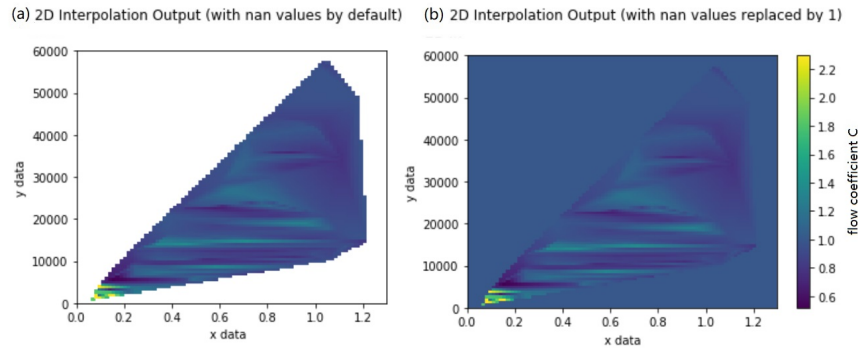 (a) 2D Interpolation Output (with nan values by default)
(b) 2D Interpolation Output (with nan values replaced by 1)
60000
50000
40000
30000
20000
10000
0
y data
0.0 0.2 0.4 0.6 0.8 1.0 1.2
x data
60000
50000
40000
30000
20000
10000
0
y data
0.0 0.2 0.4 0.6 0.8 1.0 1.2
x data
2.2
2.0
1.8
1.6
1.4
1.2
1.0
0.8
0.6
flow coefficient C